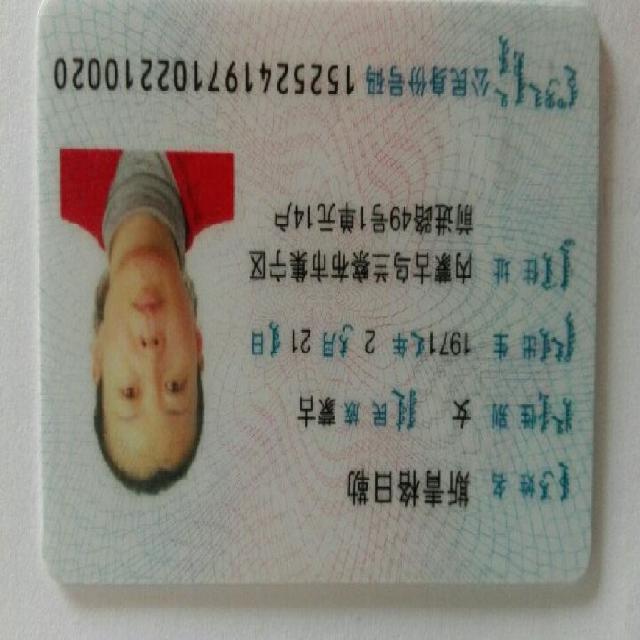 姓名 斯青格日勒
性别 女 民族 蒙古
出生 1971 年 2 月 21 日
住址 内蒙古乌兰察布市集宁区
前进路49号1单元14户
公民身份号码 152524197102210020